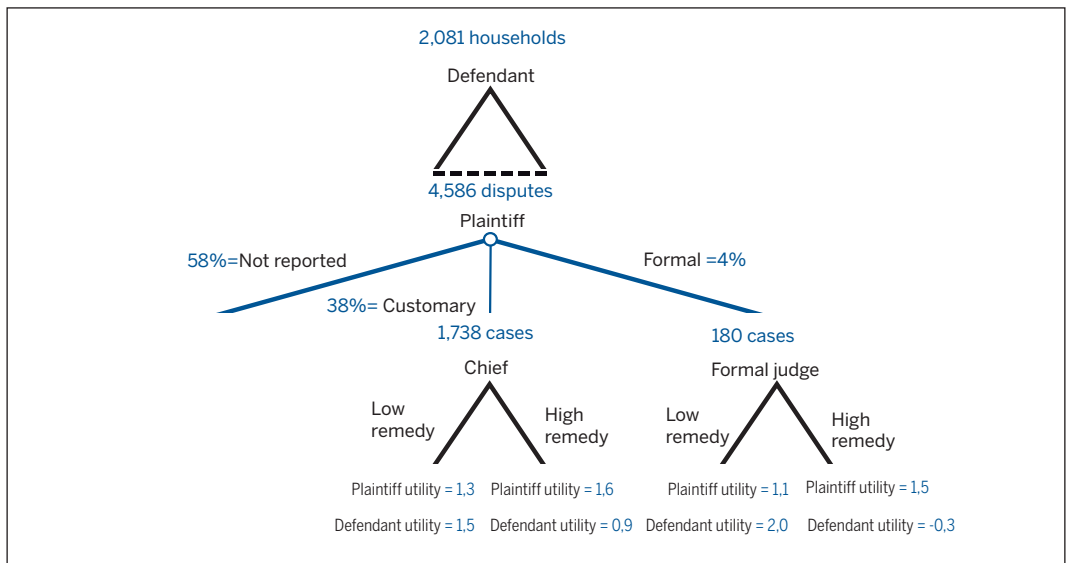 2,081 households
Defendant
4,586 disputes
Plaintiff
58%=Not reported
Formal =4%
38%= Customary
1,738 cases
180 cases
Chief
Formal judge
Low
remedy
High
remedy
Low
remedy
High
remedy
Plaintiff utility = 1,3
Plaintiff utility = 1,6
Plaintiff utility = 1,1
Plaintiff utility = 1,5
Defendant utility = 1,5
Defendant utility = 0,9
Defendant utility = 2,0
Defendant utility = -0,3